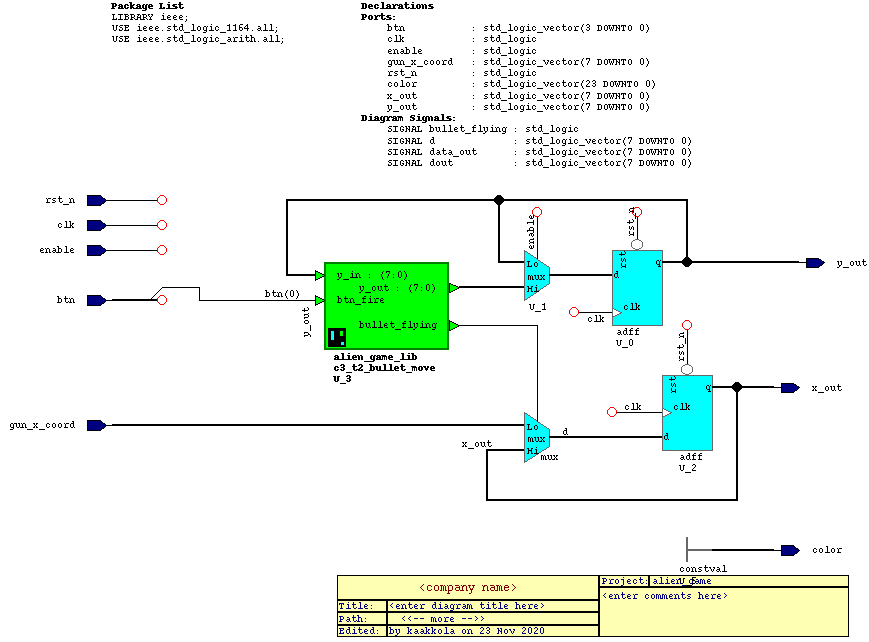 Package List
LIBRARY ieee;
USE ieee.std_logic_1164.all;
USE ieee.std_logic_arith.all;
Declarations
Ports:
btn : std_logic_vector(3 DOWNTO 0)
clk : std_logic
enable : std_logic
gun_x_coord : std_logic_vector(7 DOWNTO 0)
rst_n : std_logic
color : std_logic_vector(23 DOWNTO 0)
x_out : std_logic_vector(7 DOWNTO 0)
y_out : std_logic_vector(7 DOWNTO 0)
Diagram Signals:
SIGNAL bullet_flying : std_logic
SIGNAL d : std_logic_vector(7 DOWNTO 0)
SIGNAL data_out : std_logic_vector(7 DOWNTO 0)
SIGNAL dout : std_logic_vector(7 DOWNTO 0)
rst_n
clk
enable
btn
btn(0)
y_out
y_in : (7:0)
y_out : (7:0)
btn_fire
bullet_flying
alien_game_lib
c3_t2_bullet_move
U_3
enable
Lo
mux
Hi
U_1
rst_n
rst
d
q
clk
clk
adff
U_0
y_out
gun_x_coord
x_out
Lo
mux
Hi
mux
d
rst_n
rst
q
clk
clk
d
adff
U_2
x_out
color
constval
<company name>
Title: <enter diagram title here>
Path: <<-- more -->>
Edited: by kaakkola on 23 Nov 2020
Project: alien_game
<enter comments here>